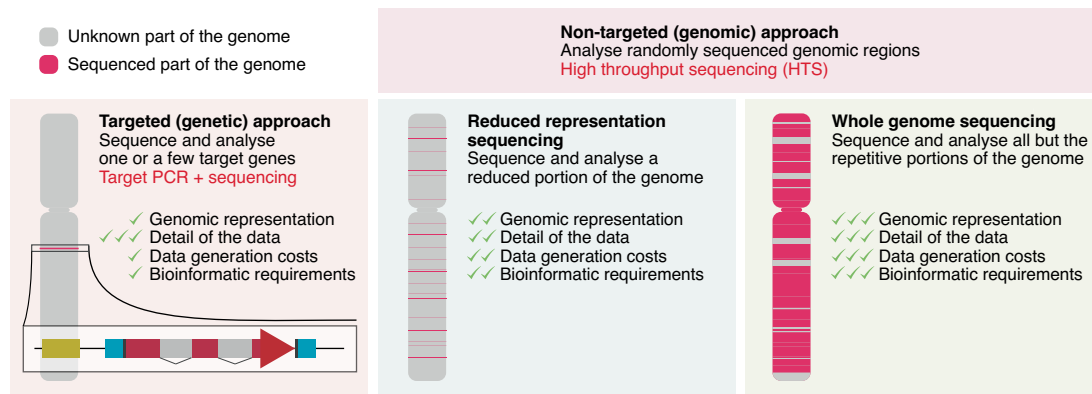 Unknown part of the genome
Sequenced part of the genome
Non-targeted (genomic) approach
Analyse randomly sequenced genomic regions
High throughput sequencing (HTS)
Targeted (genetic) approach
Sequence and analyse
one or a few target genes
Target PCR + sequencing
✓ Genomic representation
✓✓✓ Detail of the data
✓ Data generation costs
✓ Bioinformatic requirements
Reduced representation
sequencing
Sequence and analyse a
reduced portion of the genome
✓✓ Genomic representation
✓✓ Detail of the data
✓✓ Data generation costs
✓✓ Bioinformatic requirements
Whole genome sequencing
Sequence and analyse all but the
repetitive portions of the genome
✓✓✓ Genomic representation
✓✓✓ Detail of the data
✓✓✓ Data generation costs
✓✓✓ Bioinformatic requirements